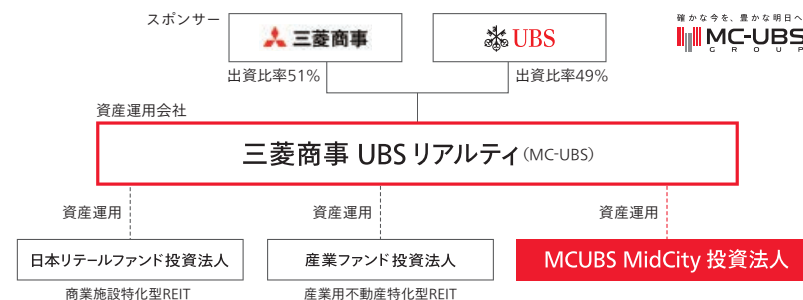 スポンサー
三菱商事
UBS
確かな今を、豊かな明日へ
MC-UBS
GROUP
出資比率51%
出資比率49%
資産運用会社
三菱商事 UBS リアルティ(MC-UBS)
資産運用
資産運用
資産運用
日本リテールファンド投資法人
産業ファンド投資法人
MCUBS MidCity 投資法人
商業施設特化型REIT
産業用不動産特化型REIT